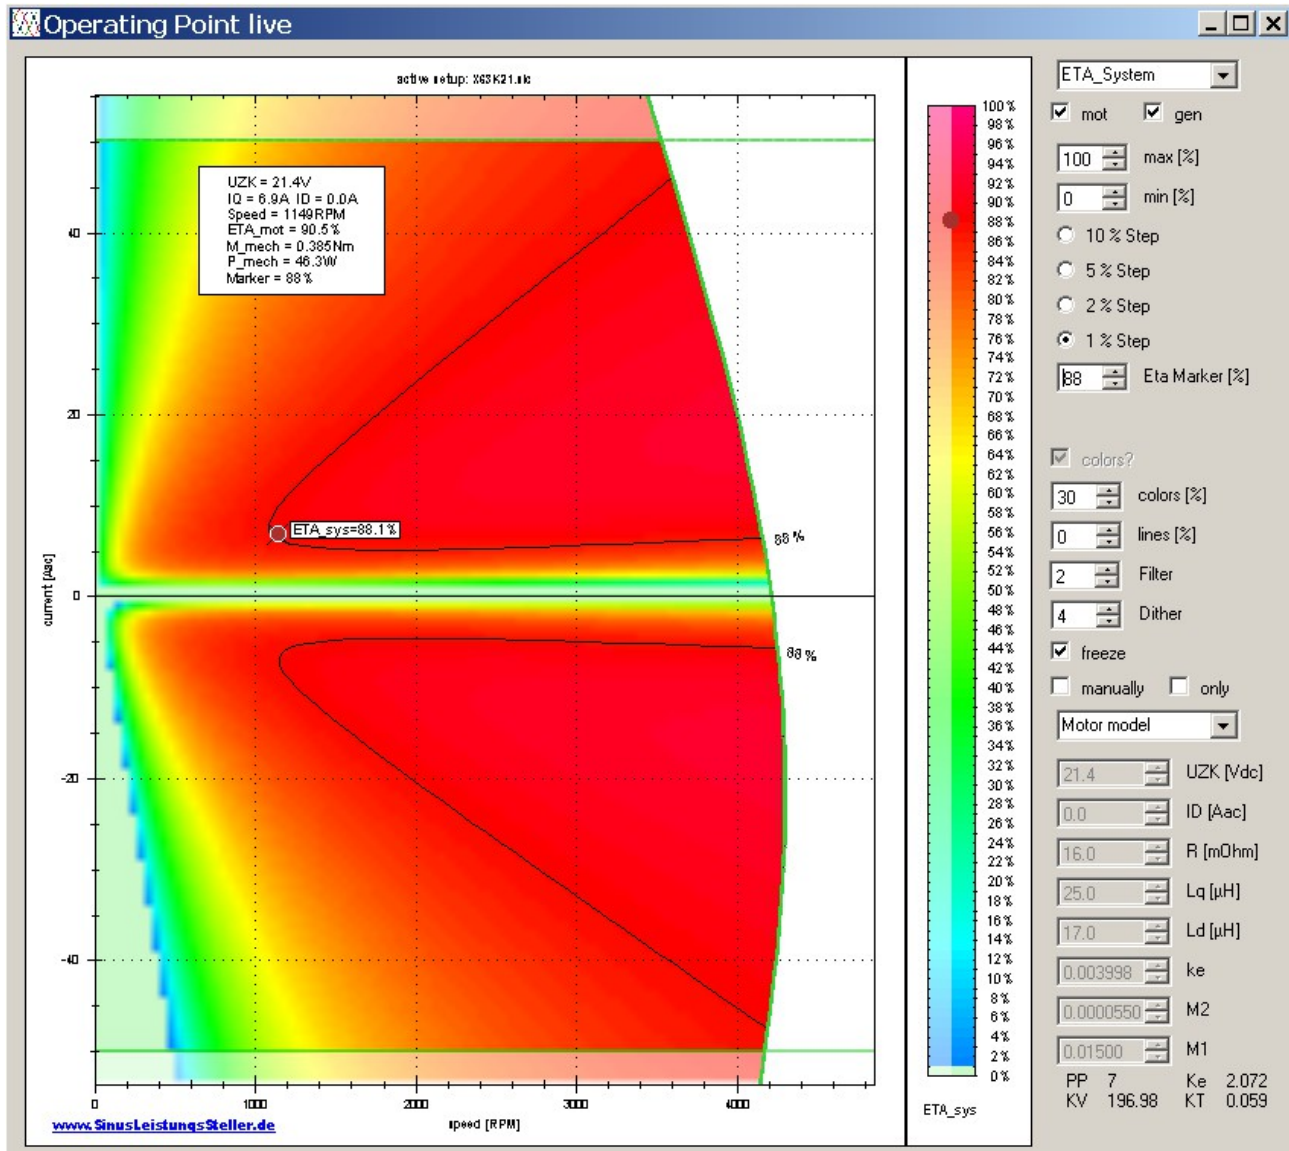 Operating Point live
active setup: X63K21.slc
UZK = 21.4V
IQ = 6.9A ID = 0.0A
Speed = 1149RPM
ETA_mot = 90.5%
M_mech = 0.385Nm
P_mech = 46.3W
Marker = 88%
ETA_sys=88.1%
88%
88%
current [Aac]
40
20
0
-20
-40
0
1000
2000
3000
4000
speed [RPM]
www.SinusLeistungsSteller.de
100%
98%
96%
94%
92%
90%
88%
86%
84%
82%
80%
78%
76%
74%
72%
70%
68%
66%
64%
62%
60%
58%
56%
54%
52%
50%
48%
46%
44%
42%
40%
38%
36%
34%
32%
30%
28%
26%
24%
22%
20%
18%
16%
14%
12%
10%
8%
6%
4%
2%
0%
ETA_sys
ETA_System
mot gen
100 max [%]
0 min [%]
10 % Step
5 % Step
2 % Step
1 % Step
88 Eta Marker [%]
colors?
30 colors [%]
0 lines [%]
2 Filter
4 Dither
freeze
manually only
Motor model
21.4 UZK [Vdc]
0.0 ID [Aac]
16.0 R [mOhm]
25.0 Lq [µH]
17.0 Ld [µH]
0.003998 ke
0.0000550 M2
0.01500 M1
PP 7 Ke 2.072
KV 196.98 KT 0.059